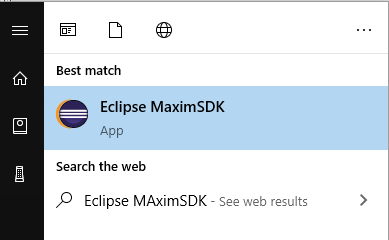 Best match
Eclipse MaximSDK
App
Search the web
Eclipse MAximSDK - See web results